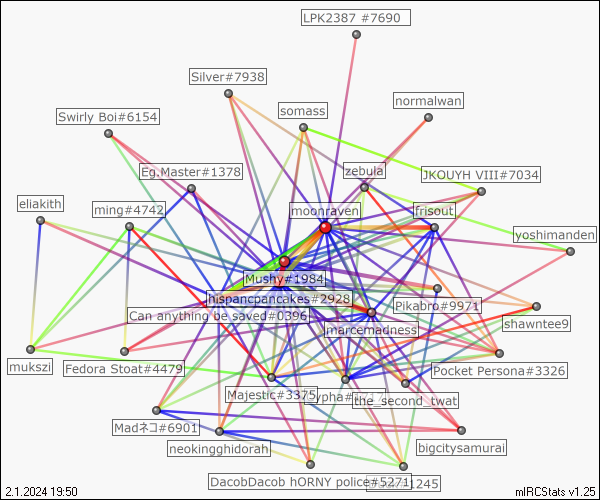 LPK2387 #7690
Silver#7938
normalwan
somass
Swirly Boi#6154
Eg.Master#1378
zebula
JKOUYH VIII#7034
eliakith
ming#4742
moonraven
frisout
yoshimanden
Mushy#1984
hispancpancakes#2928
Pikabro#9971
Can anything be saved#0396
jmarcemadness
shawntee9
mukszi
Fedora Stoat#4479
Pocket Persona#3326
Majestic#3375
the_second_twat
Madネコ#6901
neokingghidorah
bigcitysamurai
DacobDacob hORNY police#5271
1245
2.1.2024 19:50
mIRCStats v1.25